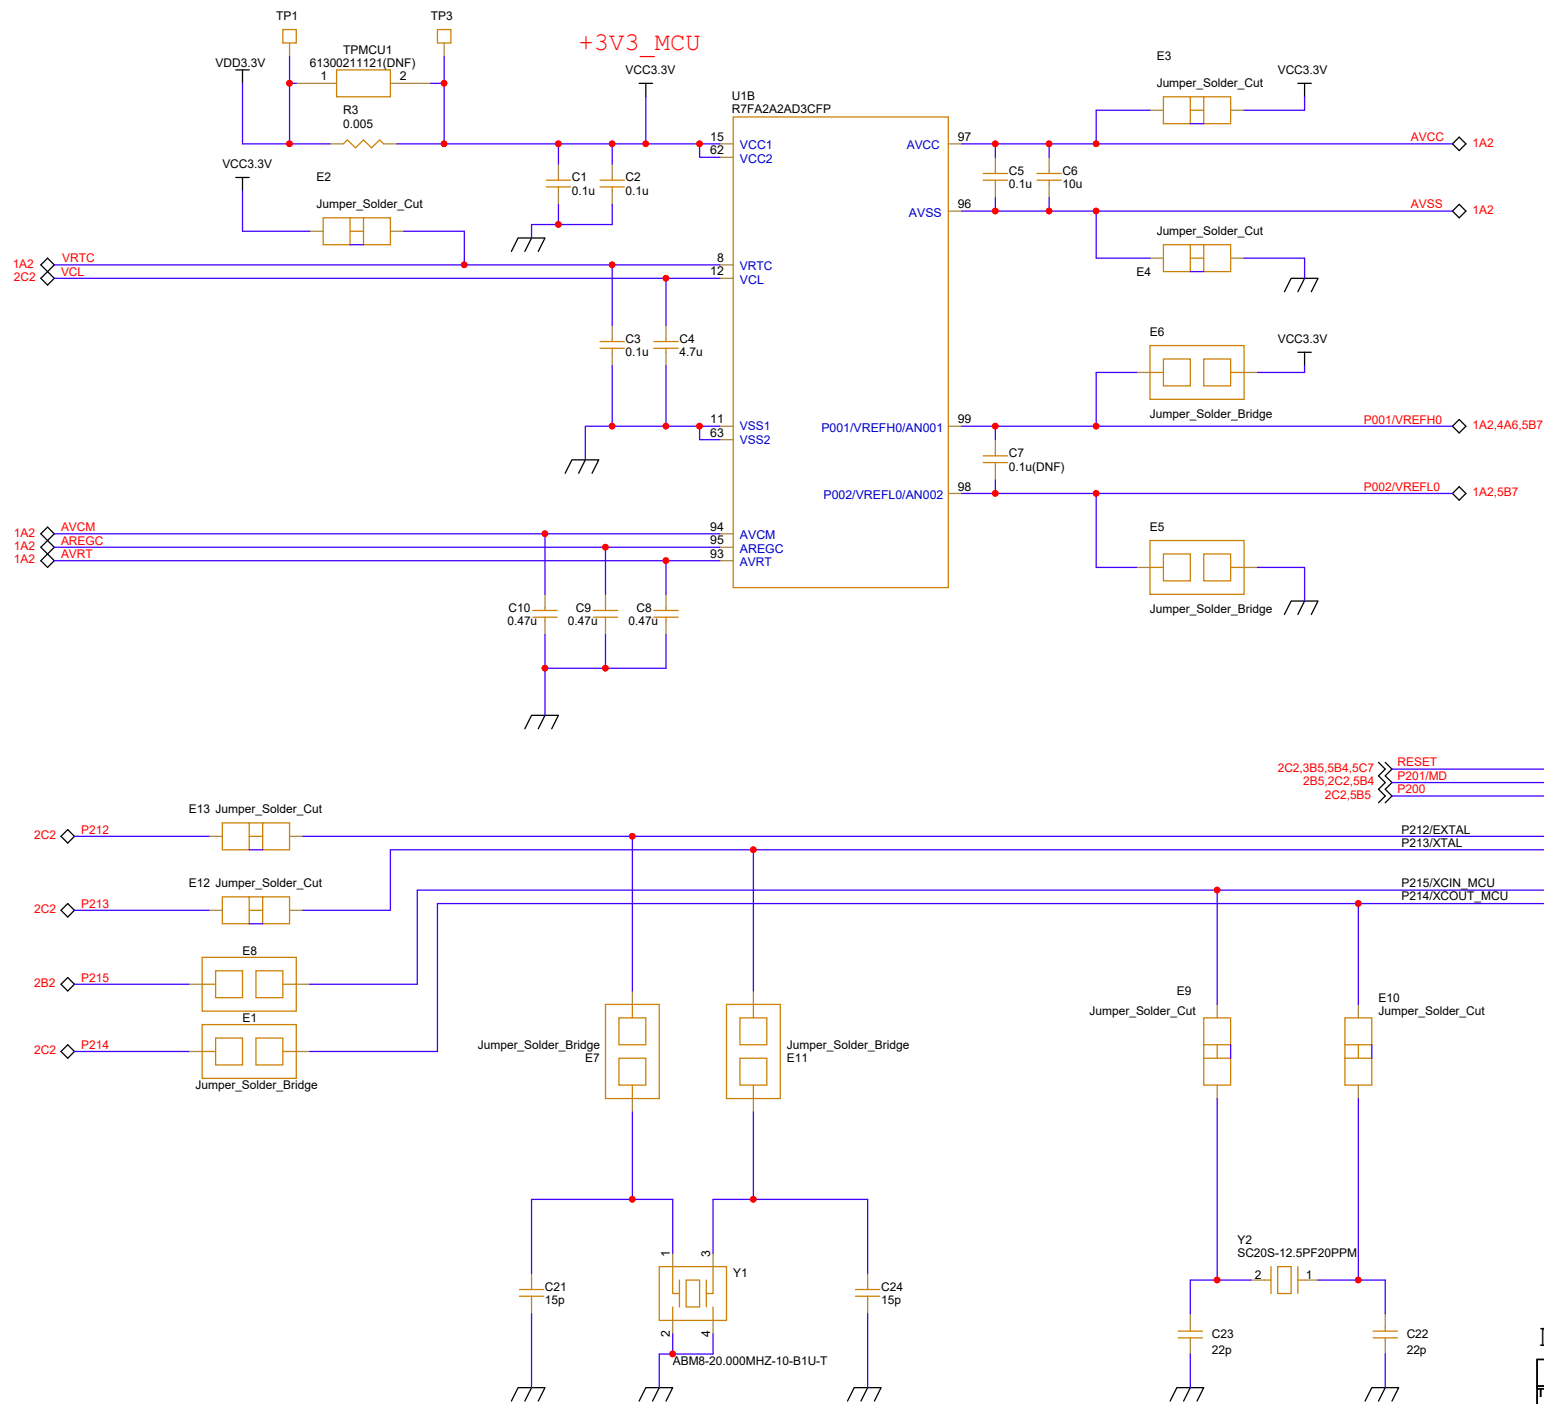 TP1
TP3
+3V3_MCU
TPMCU1
61300211121(DNF)
1
2
VDD3.3V
R3
0.005
VCC3.3V
E3
Jumper_Solder_Cut
VCC3.3V
U1B
R7FA2A2AD3CFP
15
VCC1
62
VCC2
AVCC
97
AVCC
1A2
VCC3.3V
E2
Jumper_Solder_Cut
C1
0.1u
C2
0.1u
C5
0.1u
C6
10u
AVSS
96
AVSS
1A2
Jumper_Solder_Cut
E4
1A2
VRTC
8
VRTC
2C2
VCL
12
VCL
C3
0.1u
C4
4.7u
E6
VCC3.3V
Jumper_Solder_Bridge
11
VSS1
63
VSS2
P001/VREFH0/AN001
99
P001/VREFH0
1A2,4A6,5B7
C7
0.1u(DNF)
P002/VREFL0/AN002
98
P002/VREFL0
1A2,5B7
1A2
AVCM
94
AVCM
1A2
AREGC
95
AREGC
1A2
AVRT
93
AVRT
E5
Jumper_Solder_Bridge
C10
0.47u
C9
0.47u
C8
0.47u
2C2,3B5,5B4,5C7
RESET
2B5,2C2,5B4
P201/MD
2C2,5B5
P200
E13 Jumper_Solder_Cut
2C2
P212
P212/EXTAL
P213/XTAL
E12 Jumper_Solder_Cut
2C2
P213
P215/XCIN_MCU
P214/XCOUT_MCU
E8
2B2
P215
E1
2C2
P214
Jumper_Solder_Bridge
Jumper_Solder_Bridge
E7
Jumper_Solder_Bridge
E11
E9
Jumper_Solder_Cut
E10
Jumper_Solder_Cut
1
3
Y1
2
4
ABM8-20.000MHZ-10-B1U-T
C21
15p
C24
15p
Y2
SC20S-12.5PF20PPM
2
1
C23
22p
C22
22p